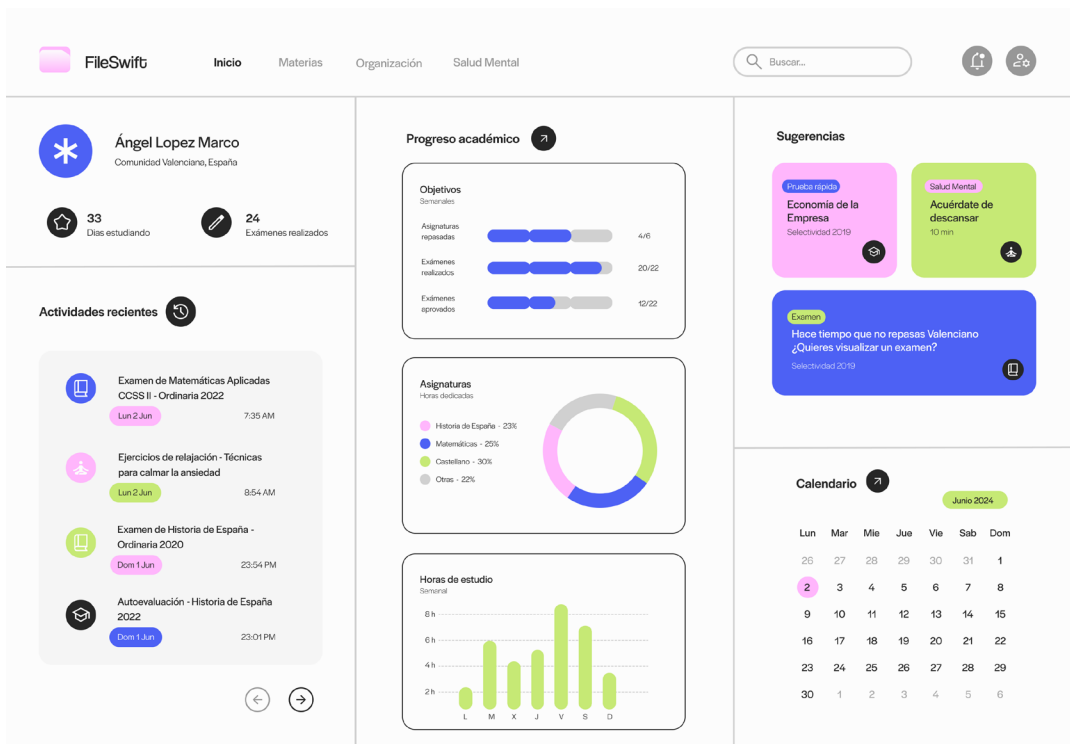 FileSwift
Inicio
Materias
Organización
Salud Mental
Buscar...
Ángel Lopez Marco
Comunidad Valenciana, España
33
Dias estudiando
24
Exámenes realizados
Actividades recientes
Examen de Matemáticas Aplicadas
CCSS II - Ordinaria 2022
Lun 2 Jun
7:35 AM
Ejercicios de relajación - Técnicas
para calmar la ansiedad
Lun 2 Jun
8:54 AM
Examen de Historia de España -
Ordinaria 2020
Dom 1 Jun
23:54 PM
Autoevaluación - Historia de España
2022
Dom 1 Jun
23:01 PM
Progreso académico
Objetivos
Semanales
Asignaturas
repasadas
4/6
Exámenes
realizados
20/22
Exámenes
aprovados
12/22
Asignaturas
Horas dedicadas
Historia de España - 23%
Matemáticas - 25%
Castellano - 30%
Otras - 22%
Horas de estudio
Semanal
8 h
6 h
4 h
2 h
L M X J V S D
Sugerencias
Prueba rápida
Economía de la
Empresa
Selectividad 2019
Salud Mental
Acuérdate de
descansar
10 min
Examen
Hace tiempo que no repasas Valenciano
¿Quieres visualizar un examen?
Selectividad 2019
Calendario
Junio 2024
Lun Mar Mie Jue Vie Sab Dom
26 27 28 29 30 31 1
2 3 4 5 6 7 8
9 10 11 12 13 14 15
16 17 18 19 20 21 22
23 24 25 26 27 28 29
30 1 2 3 4 5 6